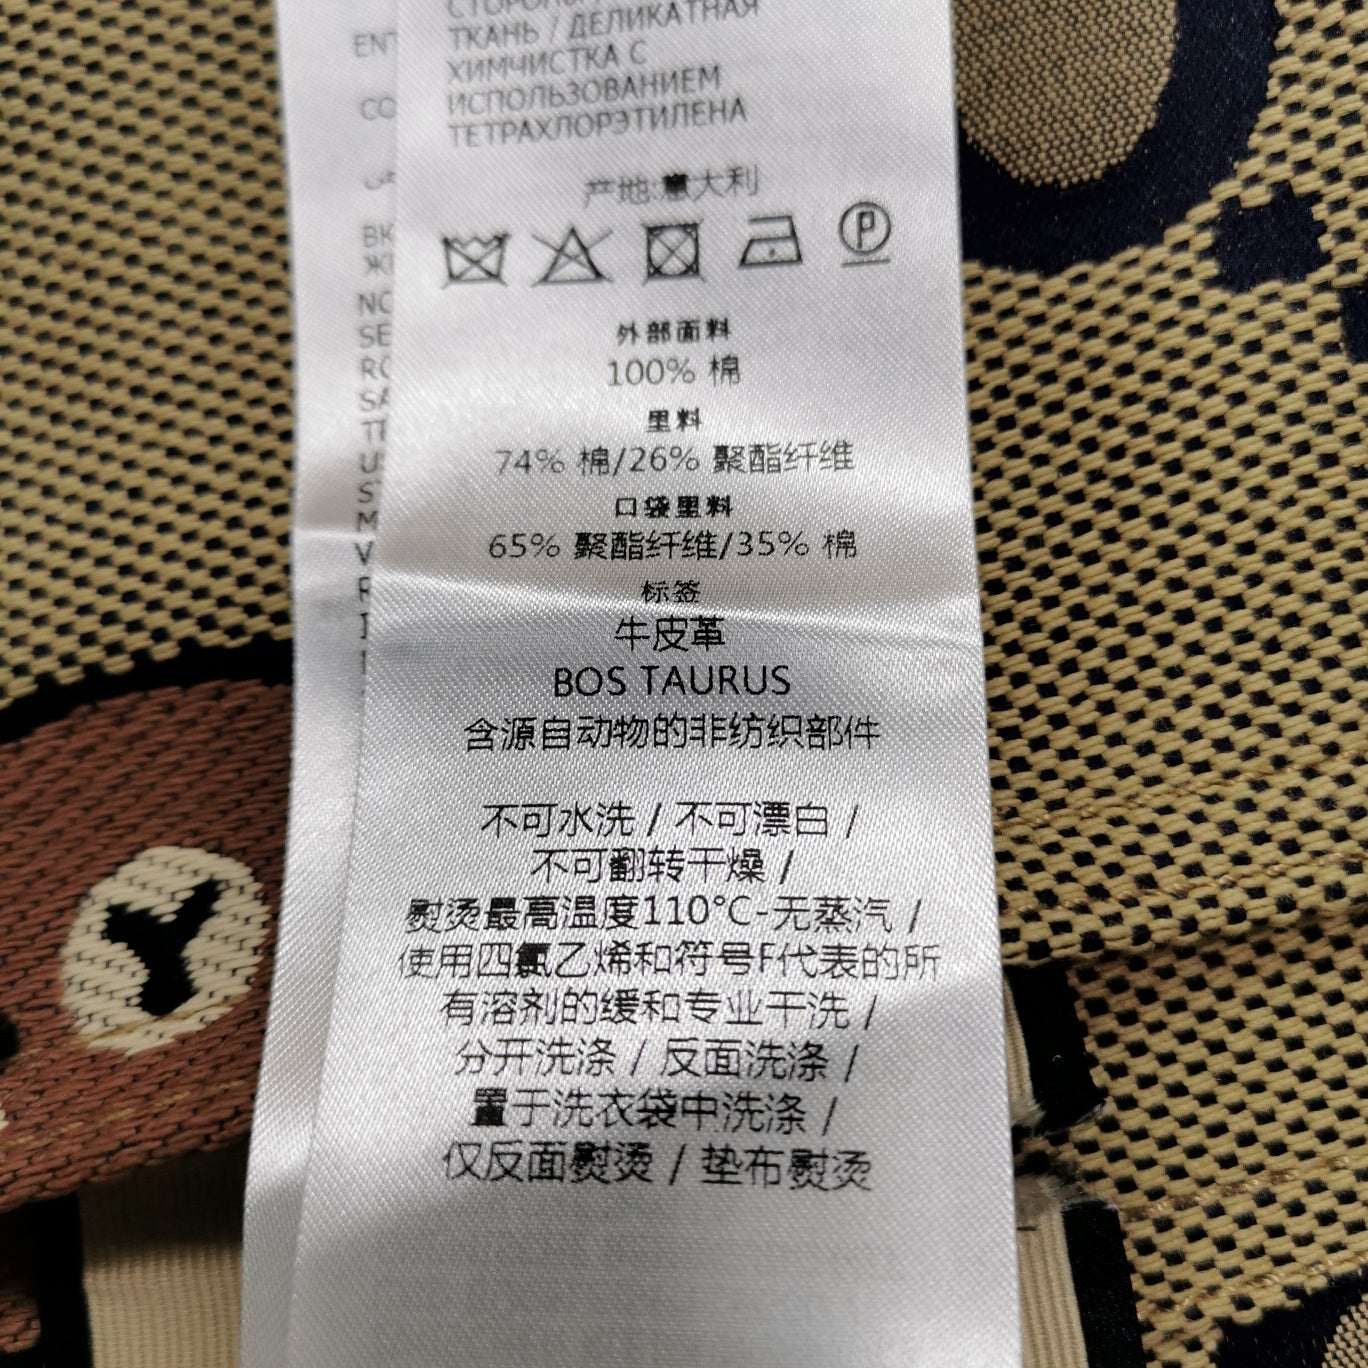 ТКАНЬ / ДЕЛИКАТНАЯ
ХИМЧИСТКА С
ИСПОЛЬЗОВАНИЕМ
ТЕТРАХЛОРЭТИЛЕНА
产地:意大利
P
外部面料
100% 棉
里料
74% 棉/26% 聚酯纤维
口袋里料
65% 聚酯纤维/35% 棉
标签
牛皮革
BOS TAURUS
含源自动物的非纺织部件
不可水洗 / 不可漂白 /
不可翻转干燥 /
熨烫最高温度110°C-无蒸汽 /
使用四氯乙烯和符号F代表的所
有溶剂的缓和专业干洗 /
分开洗涤 / 反面洗涤 /
置于洗衣袋中洗涤 /
仅反面熨烫 / 垫布熨烫